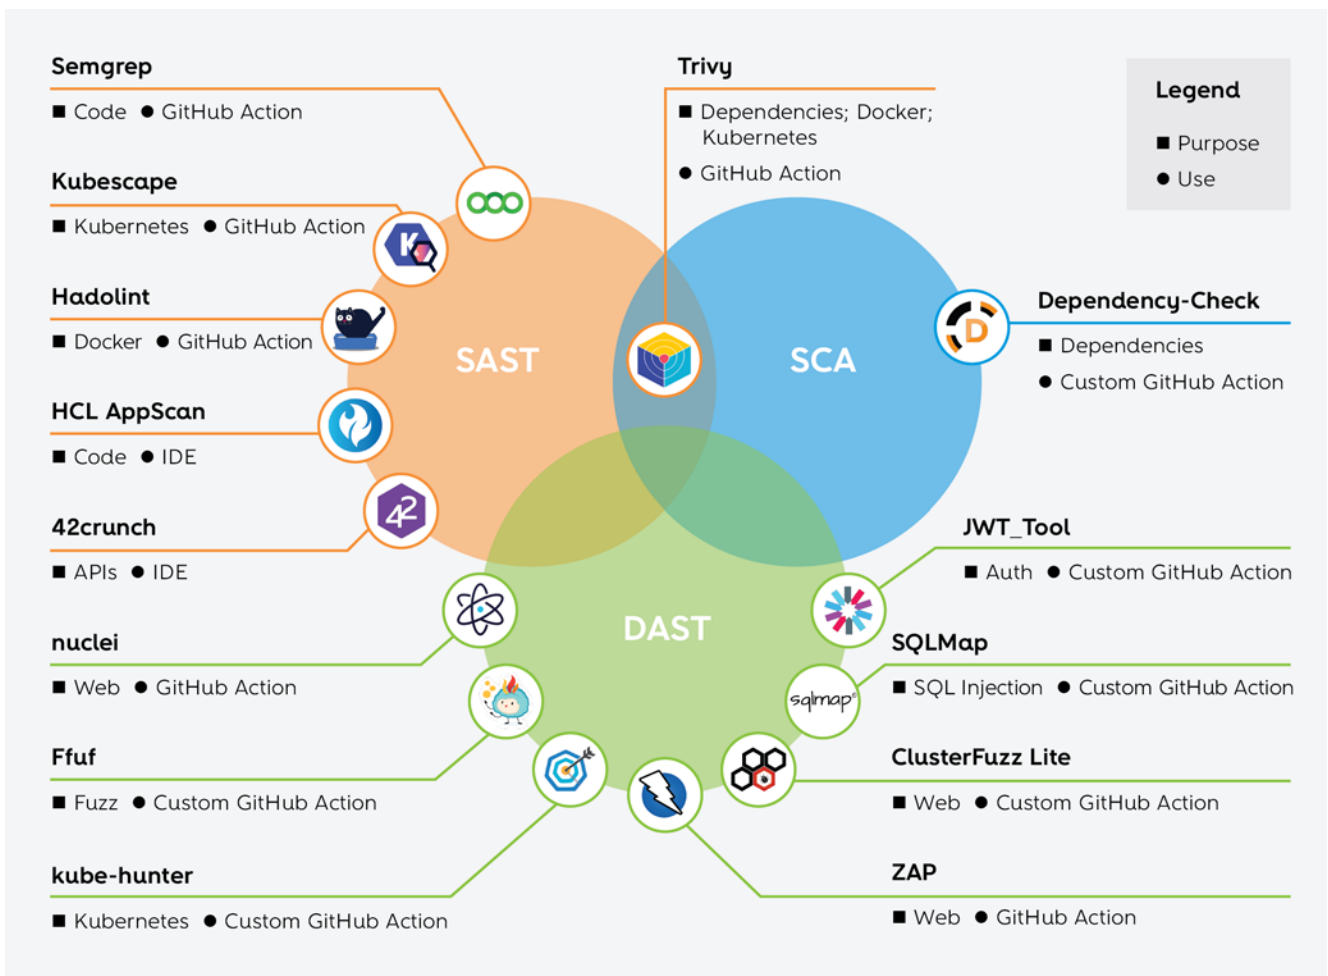 Semgrep
■ Code ● GitHub Action
Kubescape
■ Kubernetes ● GitHub Action
Hadolint
■ Docker ● GitHub Action
HCL AppScan
■ Code ● IDE
42crunch
■ APIs ● IDE
nuclei
■ Web ● GitHub Action
Ffuf
■ Fuzz ● Custom GitHub Action
kube-hunter
■ Kubernetes ● Custom GitHub Action
Trivy
■ Dependencies; Docker;
Kubernetes
● GitHub Action
Legend
■ Purpose
● Use
K
42
SAST
SCA
DAST
D
Dependency-Check
■ Dependencies
● Custom GitHub Action
JWT_Tool
■ Auth ● Custom GitHub Action
SQLMap
■ SQL Injection ● Custom GitHub Action
sqlmap®
ClusterFuzz Lite
■ Web ● Custom GitHub Action
ZAP
■ Web ● GitHub Action